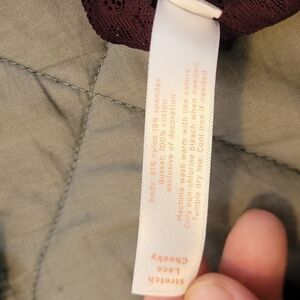 body: 81% nylon 19% spandex
gusset: 100% cotton
exclusive of decoration
Machine wash warm with like colors.
Only non-chlorine bleach when needed.
Tumble dry low. Cool iron if needed
Stretch
Lace
Cheeky